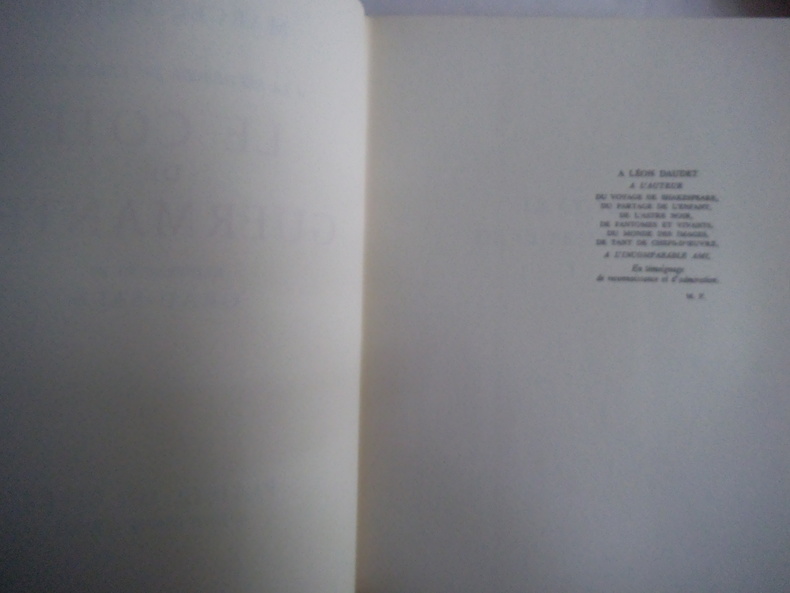 A LÉON DAUDET
A L'AUTEUR
DU VOYAGE DE SHAKESPEARE,
DU PARTAGE DE L'ENFANT,
DE L'ASTRE NOIR,
DE FANTOMES ET VIVANTS,
DU MONDE DES IMAGES,
DE TANT DE CHEFS-D'ŒUVRE,
A L'INCOMPARABLE AMI,
En témoignage
de reconnaissance et d'admiration.
M. P.